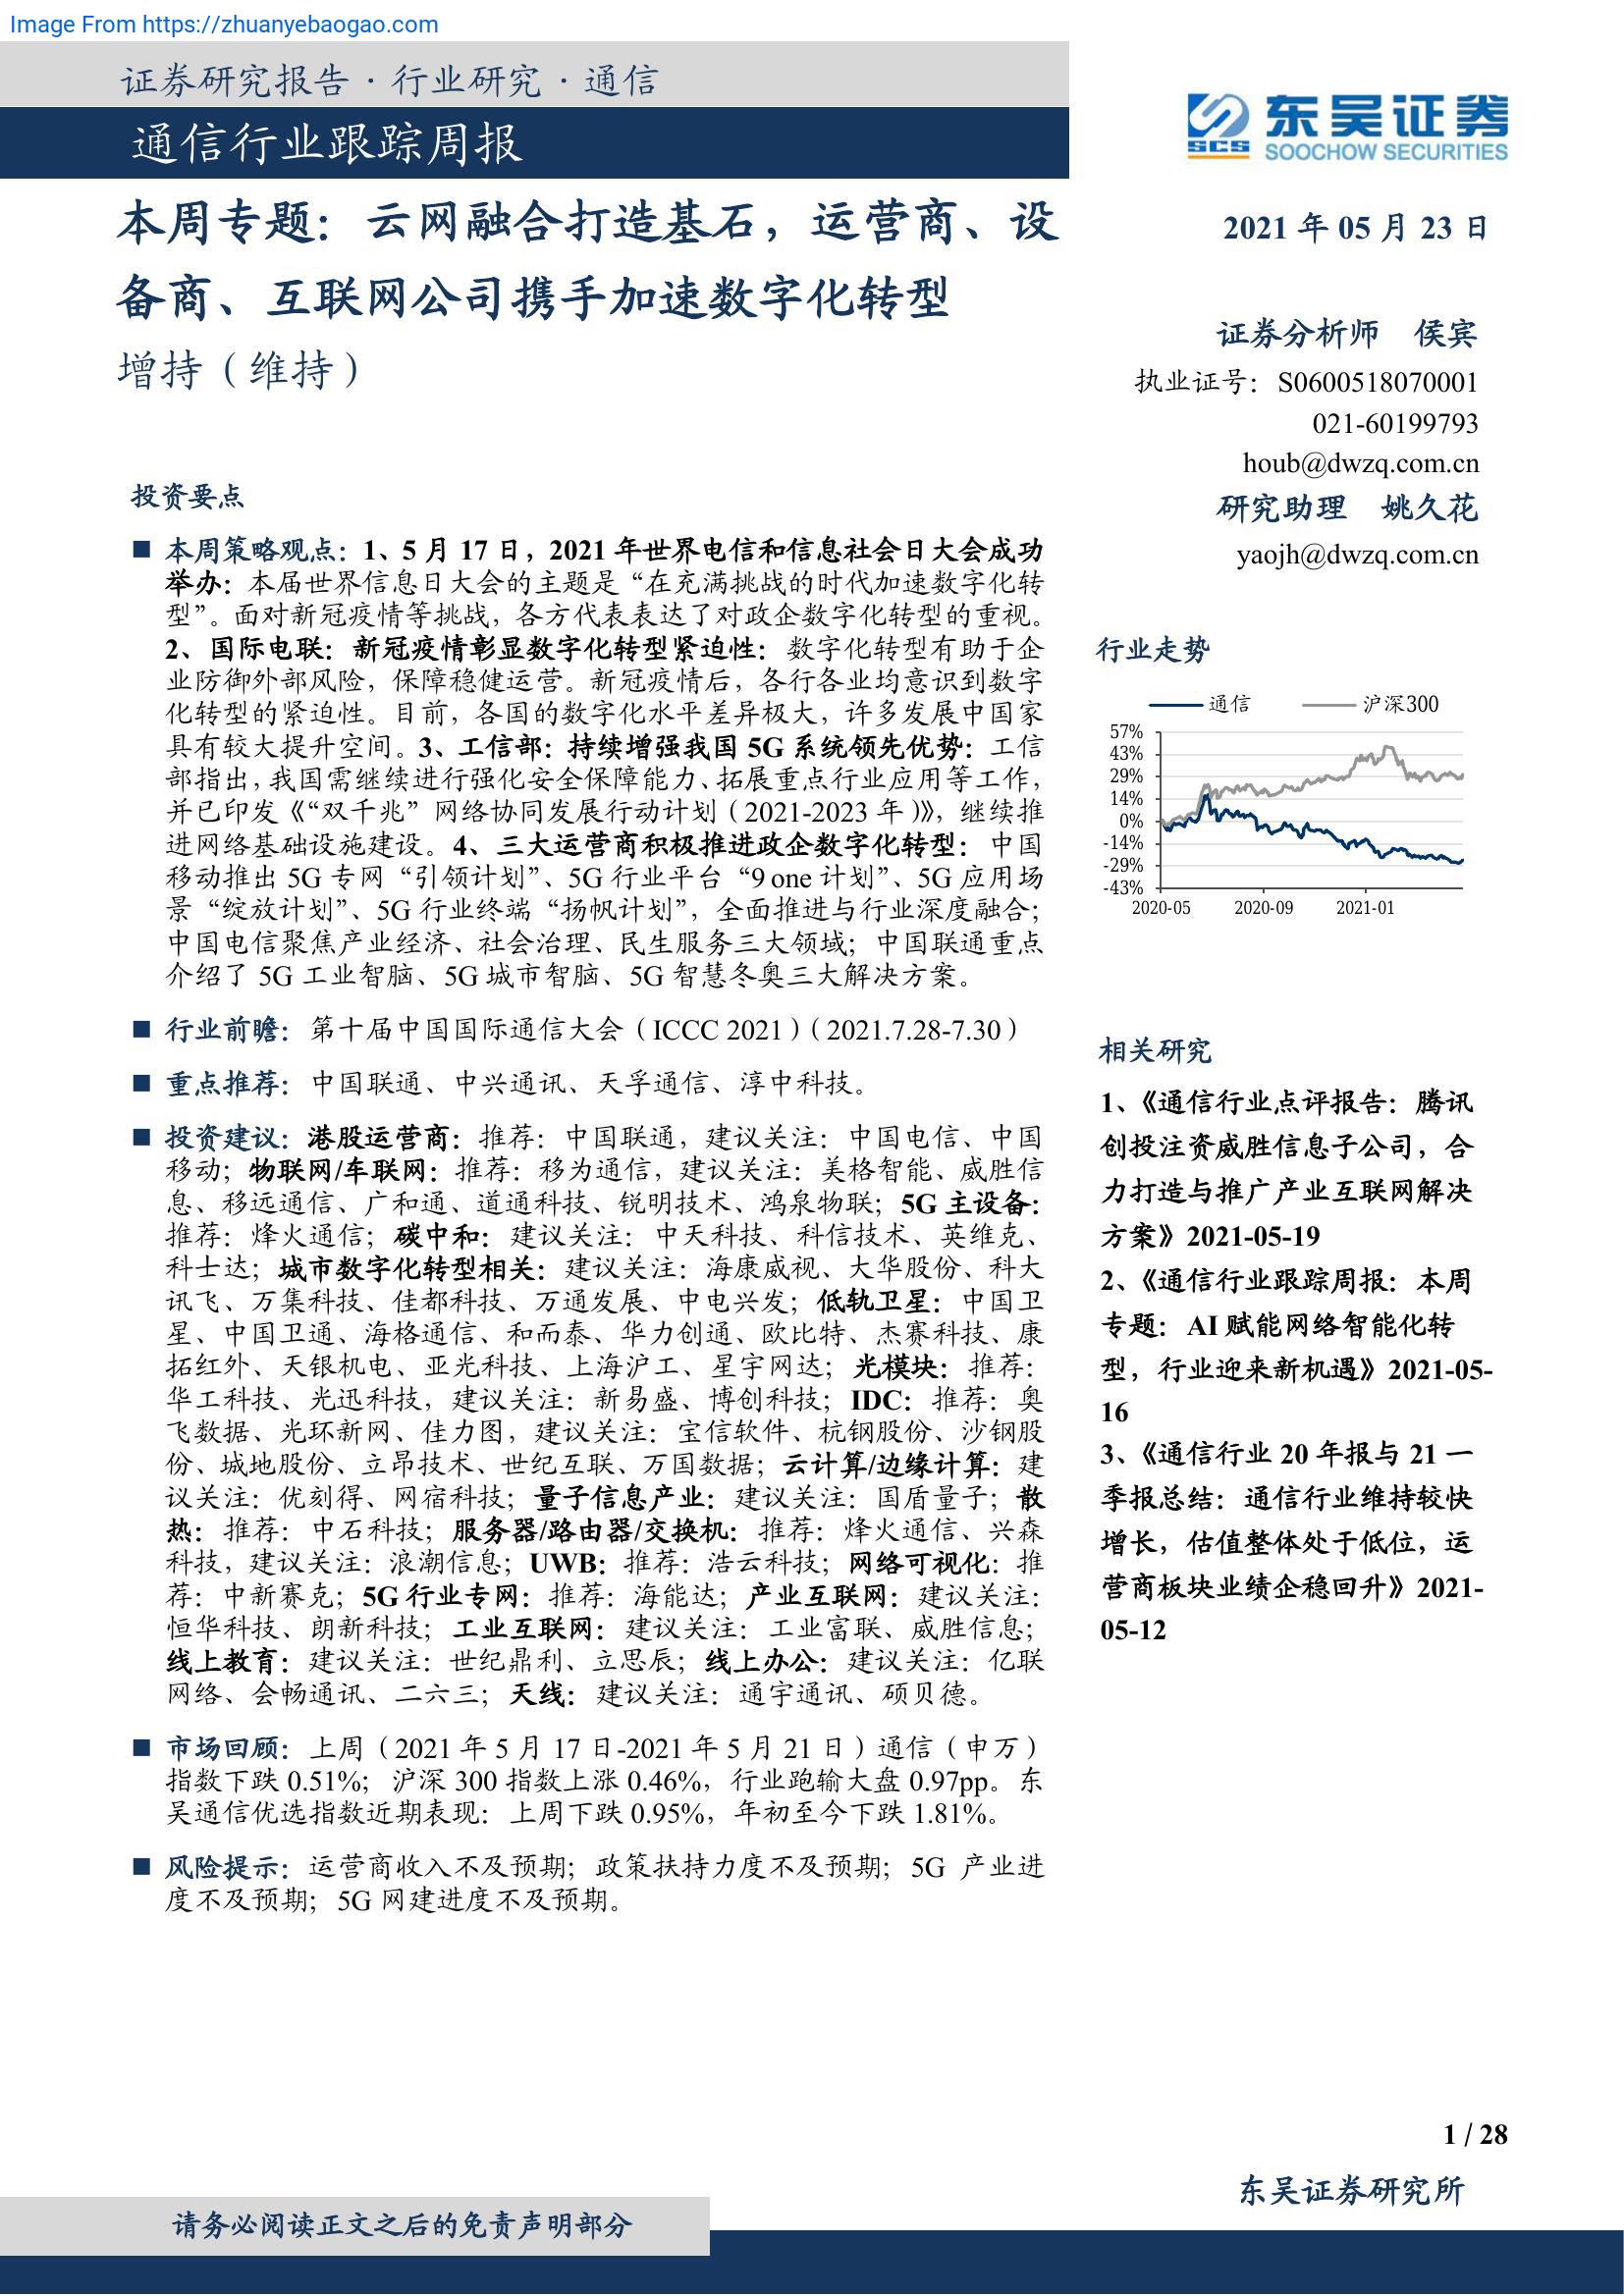 Image From https://zhuanyebaogao.com
证券研究报告·行业研究·通信
通信行业跟踪周报
东吴证券
SCS
SOOCHOW SECURITIES
本周专题：云网融合打造基石，运营商、设
备商、互联网公司携手加速数字化转型
增持（维持）
投资要点
■ 本周策略观点：1、5 月 17 日，2021 年世界电信和信息社会日大会成功
举办：本届世界信息日大会的主题是“在充满挑战的时代加速数字化转
型”。面对新冠疫情等挑战，各方代表表达了对政企数字化转型的重视。
2、国际电联：新冠疫情彰显数字化转型紧迫性：数字化转型有助于企
业防御外部风险，保障稳健运营。新冠疫情后，各行各业均意识到数字
化转型的紧迫性。目前，各国的数字化水平差异极大，许多发展中国家
具有较大提升空间。3、工信部：持续增强我国 5G 系统领先优势：工信
部指出，我国需继续进行强化安全保障能力、拓展重点行业应用等工作，
并已印发《“双千兆”网络协同发展行动计划（2021-2023 年）》，继续推
进网络基础设施建设。4、三大运营商积极推进政企数字化转型：中国
移动推出 5G 专网“引领计划”、5G 行业平台“9 one 计划”、5G 应用场
景“绽放计划”、5G 行业终端“扬帆计划”，全面推进与行业深度融合；
中国电信聚焦产业经济、社会治理、民生服务三大领域；中国联通重点
介绍了 5G 工业智脑、5G 城市智脑、5G 智慧冬奥三大解决方案。
■ 行业前瞻：第十届中国国际通信大会（ICCC 2021）（2021.7.28-7.30）
■ 重点推荐：中国联通、中兴通讯、天孚通信、淳中科技。
■ 投资建议：港股运营商：推荐：中国联通，建议关注：中国电信、中国
移动；物联网/车联网：推荐：移为通信，建议关注：美格智能、威胜信
息、移远通信、广和通、道通科技、锐明技术、鸿泉物联；5G 主设备：
推荐：烽火通信；碳中和：建议关注：中天科技、科信技术、英维克、
科士达；城市数字化转型相关：建议关注：海康威视、大华股份、科大
讯飞、万集科技、佳都科技、万通发展、中电兴发；低轨卫星：中国卫
星、中国卫通、海格通信、和而泰、华力创通、欧比特、杰赛科技、康
拓红外、天银机电、亚光科技、上海沪工、星宇网达；光模块：推荐：
华工科技、光迅科技，建议关注：新易盛、博创科技；IDC：推荐：奥
飞数据、光环新网、佳力图，建议关注：宝信软件、杭钢股份、沙钢股
份、城地股份、立昂技术、世纪互联、万国数据；云计算/边缘计算：建
议关注：优刻得、网宿科技；量子信息产业：建议关注：国盾量子；散
热：推荐：中石科技；服务器/路由器/交换机：推荐：烽火通信、兴森
科技，建议关注：浪潮信息；UWB：推荐：浩云科技；网络可视化：推
荐：中新赛克；5G 行业专网：推荐：海能达；产业互联网：建议关注：
恒华科技、朗新科技；工业互联网：建议关注：工业富联、威胜信息；
线上教育：建议关注：世纪鼎利、立思辰；线上办公：建议关注：亿联
网络、会畅通讯、二六三；天线：建议关注：通宇通讯、硕贝德。
■ 市场回顾：上周（2021 年 5 月 17 日-2021 年 5 月 21 日）通信（申万）
指数下跌 0.51%；沪深 300 指数上涨 0.46%，行业跑输大盘 0.97pp。东
吴通信优选指数近期表现：上周下跌 0.95%，年初至今下跌 1.81%。
■ 风险提示：运营商收入不及预期；政策扶持力度不及预期；5G 产业进
度不及预期；5G 网建进度不及预期。
2021 年 05 月 23 日
证券分析师 侯宾
执业证号：S0600518070001
021-60199793
houb@dwzq.com.cn
研究助理 姚久花
yaojh@dwzq.com.cn
行业走势
通信 沪深300
57%
43%
29%
14%
0%
-14%
-29%
-43%
2020-05 2020-09 2021-01
相关研究
1、《通信行业点评报告：腾讯
创投注资威胜信息子公司，合
力打造与推广产业互联网解决
方案》2021-05-19
2、《通信行业跟踪周报：本周
专题：AI 赋能网络智能化转
型，行业迎来新机遇》2021-05-
16
3、《通信行业 20 年报与 21 一
季报总结：通信行业维持较快
增长，估值整体处于低位，运
营商板块业绩企稳回升》2021-
05-12
1 / 28
东吴证券研究所
请务必阅读正文之后的免责声明部分